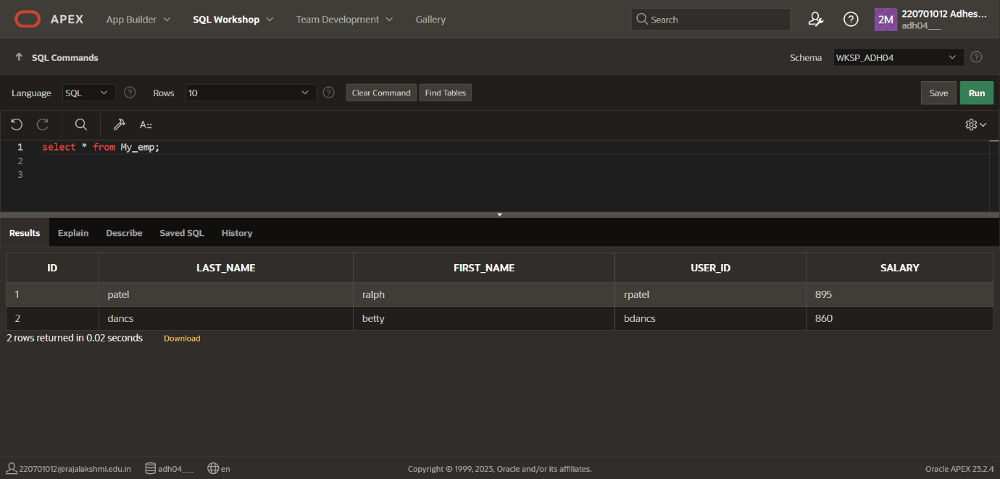 APEX App Builder SQL Workshop Team Development Gallery Search 2M 220701012 Adhes...
adh04___
SQL Commands Schema WKSP_ADH04
Language SQL Rows 10 Clear Command Find Tables Save Run
A::
1 select * from My_emp;
2
3
Results Explain Describe Saved SQL History
ID LAST_NAME FIRST_NAME USER_ID SALARY
1 patel ralph rpatel 895
2 dancs betty bdancs 860
2 rows returned in 0.02 seconds Download
220701012@rajalakshmi.edu.in adh04___ en Copyright © 1999, 2023, Oracle and/or its affiliates. Oracle APEX 23.2.4